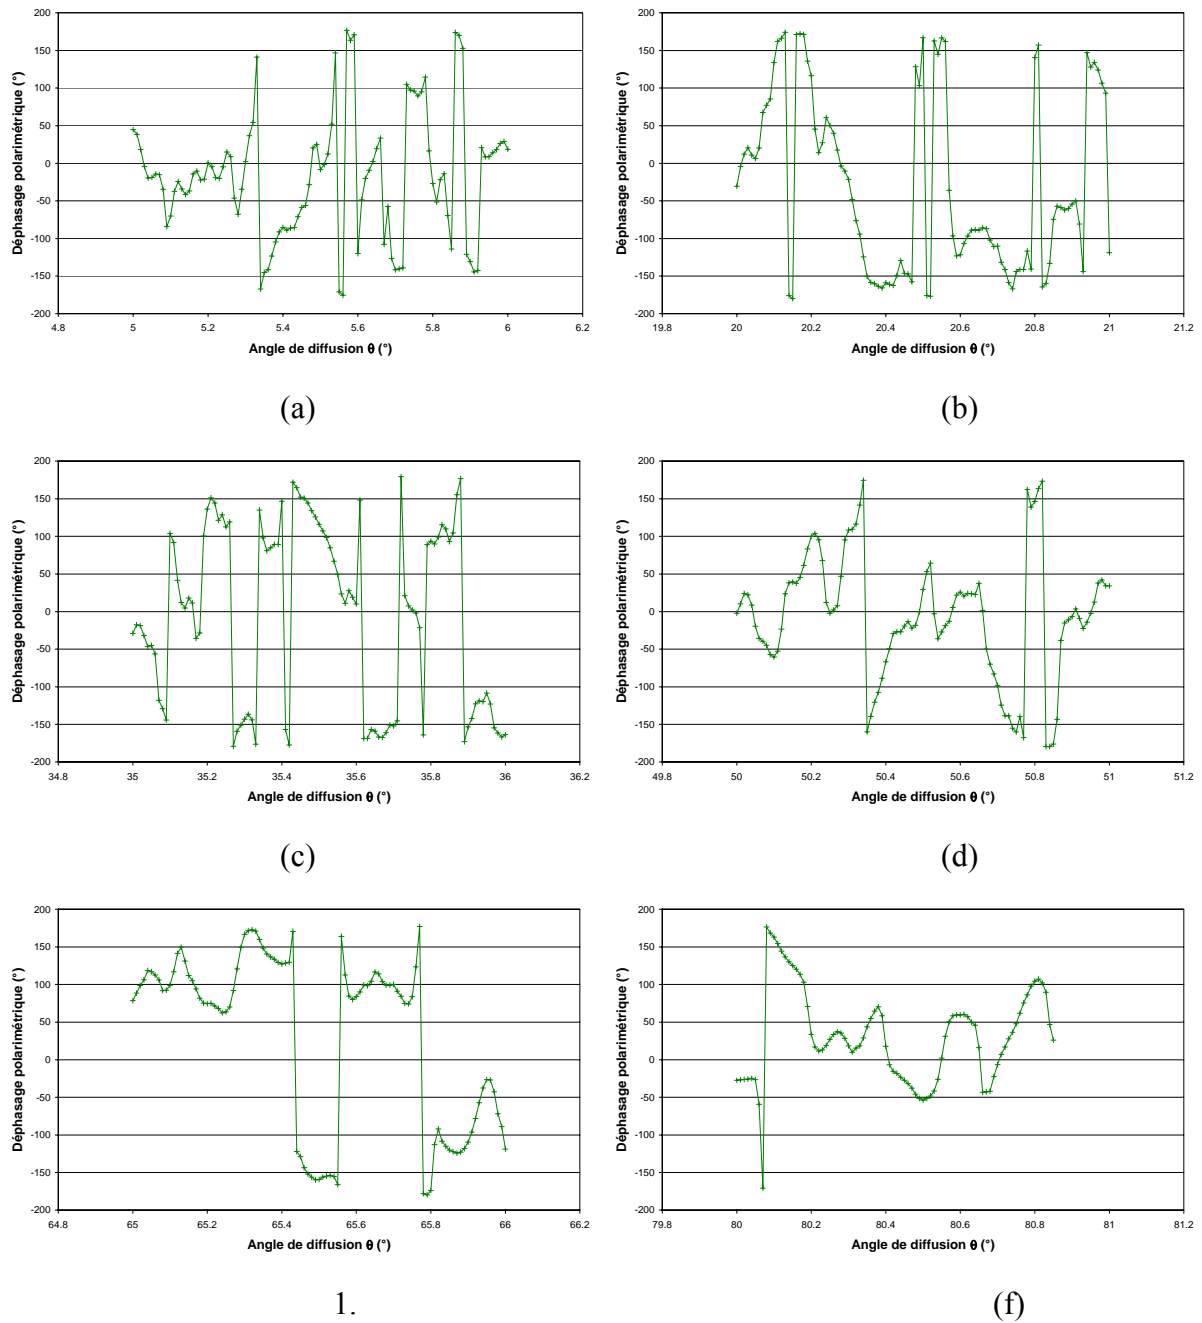 200
150
100
50
0
-50
-100
-150
-200
4.8 5 5.2 5.4 5.6 5.8 6 6.2
Déphasage polarimétrique (°)
Angle de diffusion θ (°)
(a)
200
150
100
50
0
-50
-100
-150
-200
19.8 20 20.2 20.4 20.6 20.8 21 21.2
Déphasage polarimétrique (°)
Angle de diffusion θ (°)
(b)
200
150
100
50
0
-50
-100
-150
-200
34.8 35 35.2 35.4 35.6 35.8 36 36.2
Déphasage polarimétrique (°)
Angle de diffusion θ (°)
(c)
200
150
100
50
0
-50
-100
-150
-200
49.8 50 50.2 50.4 50.6 50.8 51 51.2
Déphasage polarimétrique (°)
Angle de diffusion θ (°)
(d)
200
150
100
50
0
-50
-100
-150
-200
64.8 65 65.2 65.4 65.6 65.8 66 66.2
Déphasage polarimétrique (°)
Angle de diffusion θ (°)
1.
200
150
100
50
0
-50
-100
-150
-200
79.8 80 80.2 80.4 80.6 80.8 81 81.2
Déphasage polarimétrique (°)
Angle de diffusion θ (°)
(f)